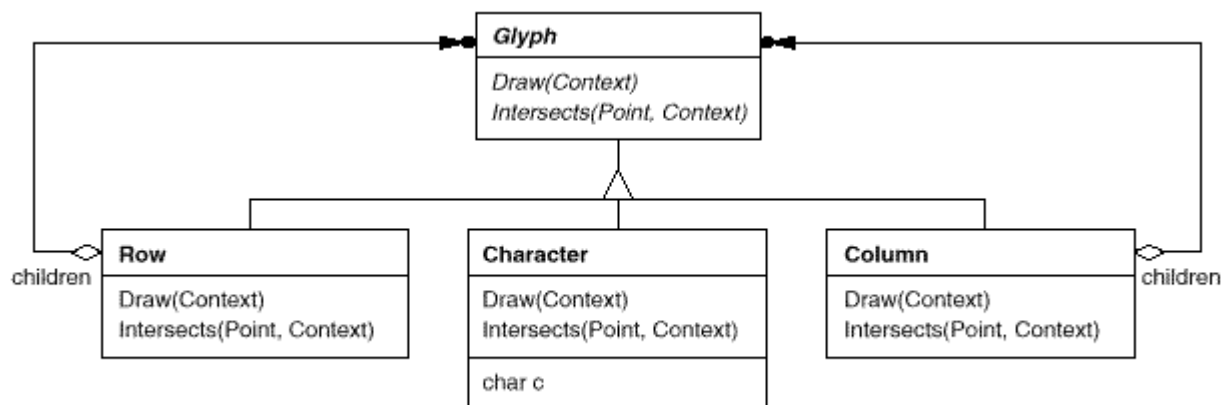 Glyph
Draw(Context)
Intersects(Point, Context)
children
Row
Draw(Context)
Intersects(Point, Context)
Character
Draw(Context)
Intersects(Point, Context)
char c
Column
Draw(Context)
Intersects(Point, Context)
children